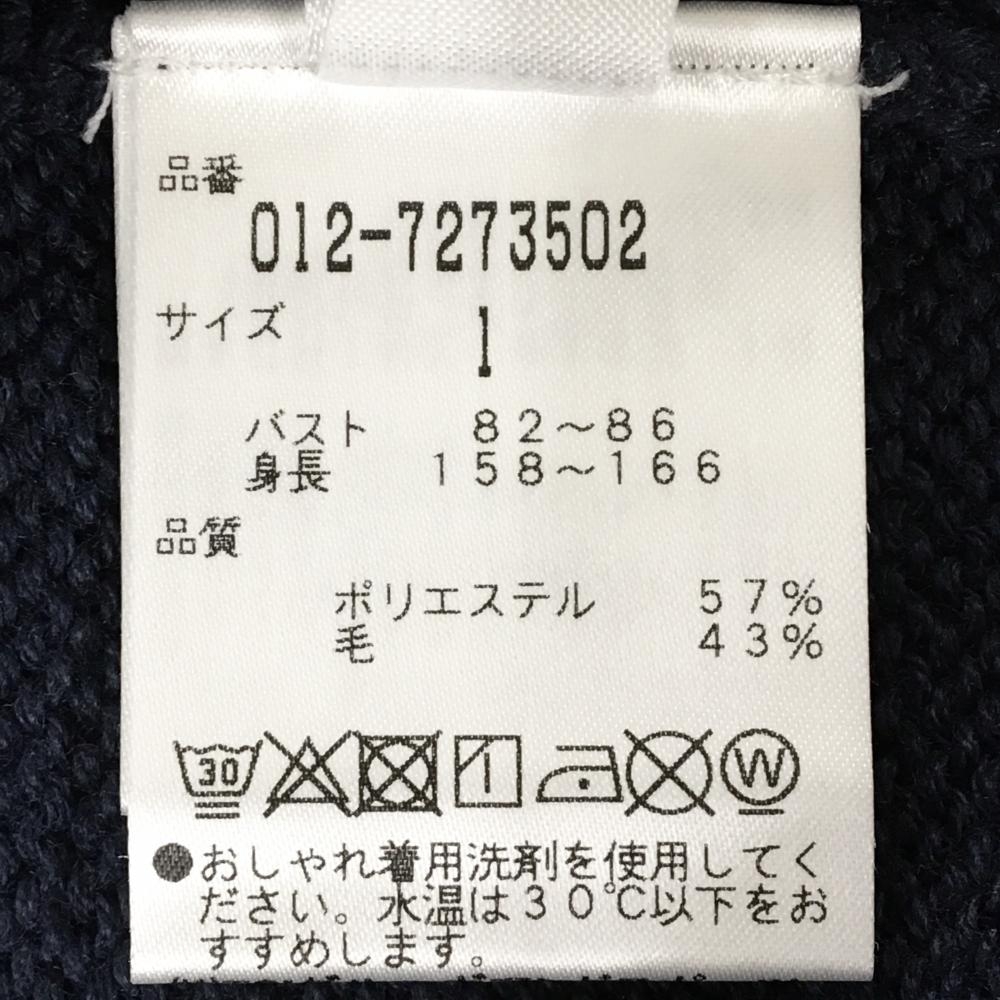 品番
012-7273502
サイズ 1
バスト 82～86
身長 158～166
品質
ポリエステル 57%
毛 43%
30 W
●おしゃれ着用洗剤を使用してく
ださい。水温は30℃以下をお
すすめします。